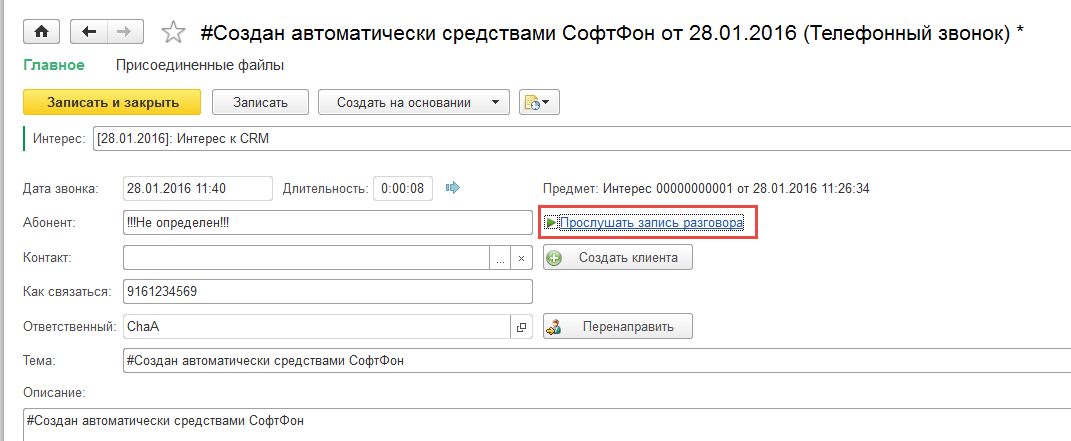 #Создан автоматически средствами СофтФон от 28.01.2016 (Телефонный звонок) *
Главное Присоединенные файлы
Записать и закрыть Записать Создать на основании
Интерес: [28.01.2016]: Интерес к CRM
Дата звонка: 28.01.2016 11:40 Длительность: 0:00:08 Предмет: Интерес 00000000001 от 28.01.2016 11:26:34
Абонент: !!!Не определен!!! Прослушать запись разговора
Контакт: ... × Создать клиента
Как связаться: 9161234569
Ответственный: ChaA Перенаправить
Тема: #Создан автоматически средствами СофтФон
Описание:
#Создан автоматически средствами СофтФон